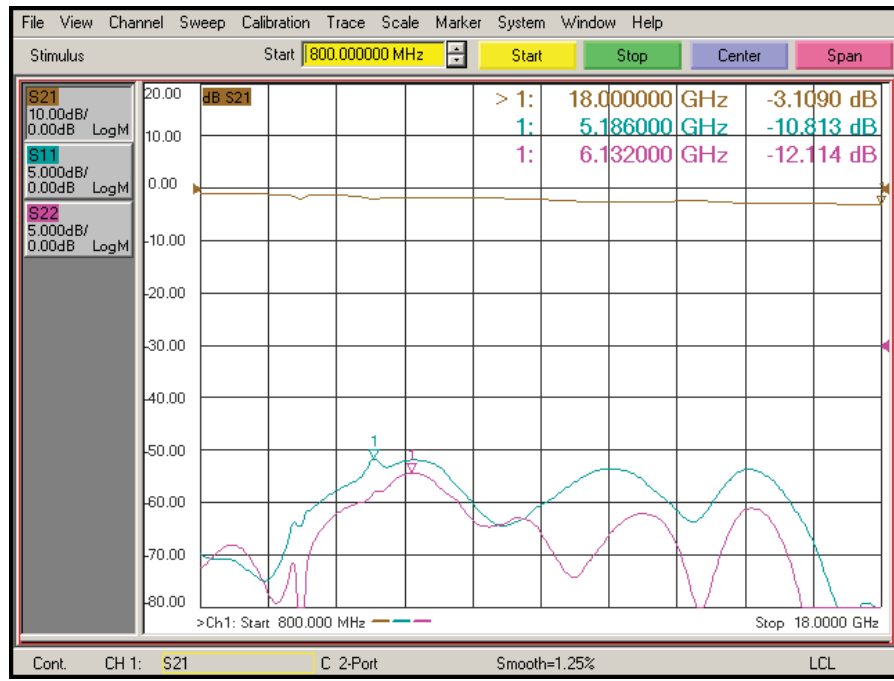 File View Channel Sweep Calibration Trace Scale Marker System Window Help
Stimulus Start 800.000000 MHz Start Stop Center Span
S21
10.00dB/
0.00dB LogM
S11
5.000dB/
0.00dB LogM
S22
5.000dB/
0.00dB LogM
dB S21
> 1: 18.000000 GHz -3.1090 dB
1: 5.186000 GHz -10.813 dB
1: 6.132000 GHz -12.114 dB
20.00
10.00
0.00
-10.00
-20.00
-30.00
-40.00
-50.00
-60.00
-70.00
-80.00
1
>Ch1: Start 800.000 MHz Stop 18.0000 GHz
Cont. CH 1: S21 C 2-Port Smooth=1.25% LCL